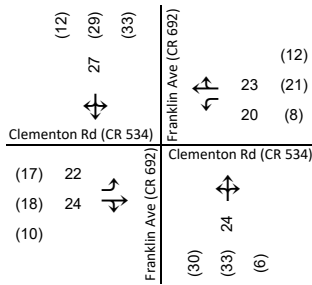 (12) (29) (33)
27
Clementon Rd (CR 534)
Franklin Ave (CR 692)
(12)
23 (21)
20 (8)
(17) 22
(18) 24
(10)
Franklin Ave (CR 692)
Clementon Rd (CR 534)
24
(30) (33) (6)